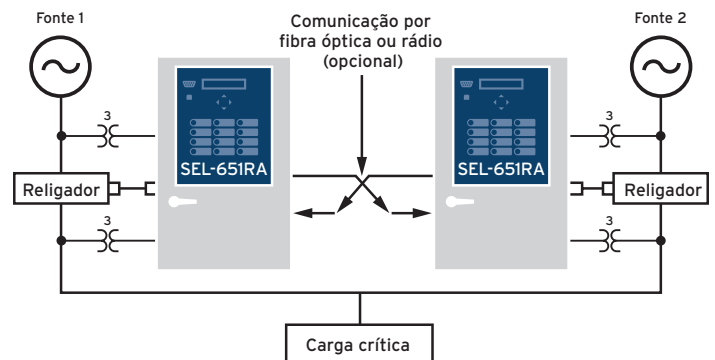 Fonte 1
Comunicação por
fibra óptica ou rádio
(opcional)
Fonte 2
3
3
SEL-651RA
SEL-651RA
Religador
Religador
3
3
Carga crítica